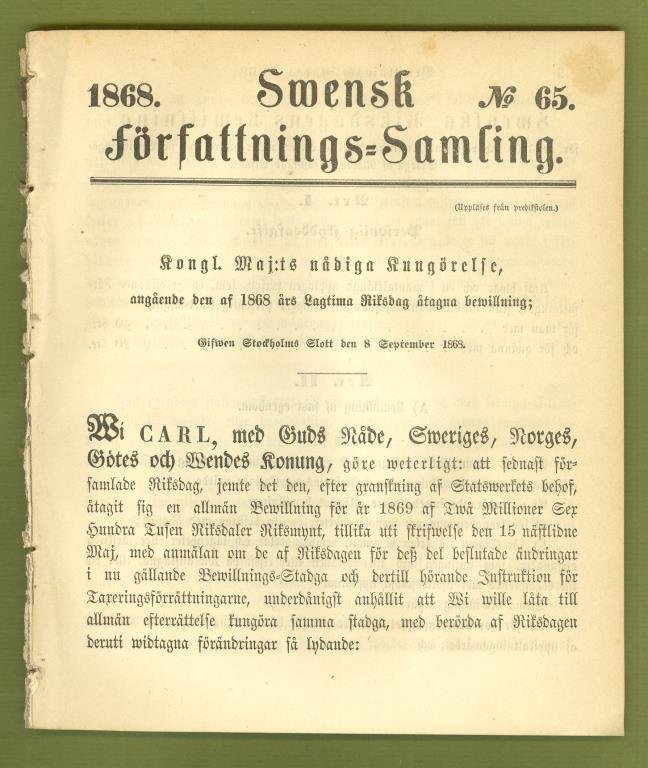 1868. Swensk № 65.
Författnings-Samling.
(Uppläses från predikstolen.)
Kongl. Maj:ts nådiga Kungörelse,
angående den af 1868 års Lagtima Riksdag åtagna bewillning;
Gifwen Stockholms Slott den 8 September 1868.
Wi CARL, med Guds Nåde, Sweriges, Norges,
Götes och Wendes Konung, göre weterligt: att sednast för-
samlade Riksdag, jemte det den, efter granskning af Statswerkets behof,
åtagit sig en allmän Bewillning för år 1869 af Twå Millioner Sex
Hundra Tusen Riksdaler Riksmynt, tillika uti skrifwelse den 15 nästlidne
Maj, med anmälan om de af Riksdagen för deß del beslutade ändringar
i nu gällande Bewillnings-Stadga och dertill hörande Instruktion för
Taxeringsförrättningarne, underdånigst anhållit att Wi wille låta till
allmän efterrättelse kungöra samma stadga, med berörda af Riksdagen
deruti widtagna förändringar så lydande: